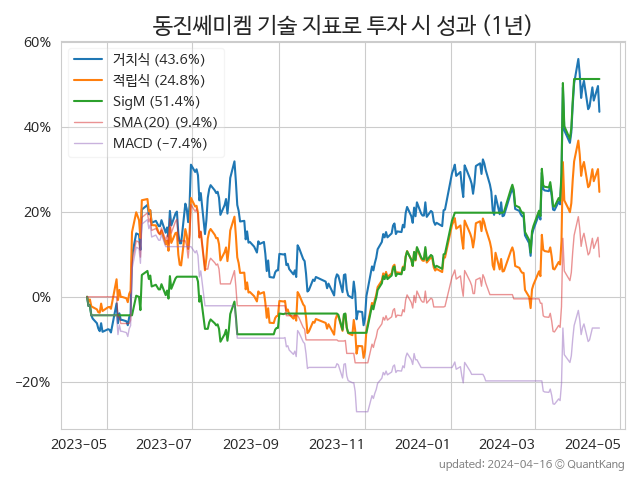 동진쎄미켐 기술 지표로 투자 시 성과 (1년)
거치식 (43.6%)
적립식 (24.8%)
SigM (51.4%)
SMA(20) (9.4%)
MACD (−7.4%)
60%
40%
20%
0%
−20%
2023-05 2023-07 2023-09 2023-11 2024-01 2024-03 2024-05
updated: 2024-04-16 ⓒ QuantKang